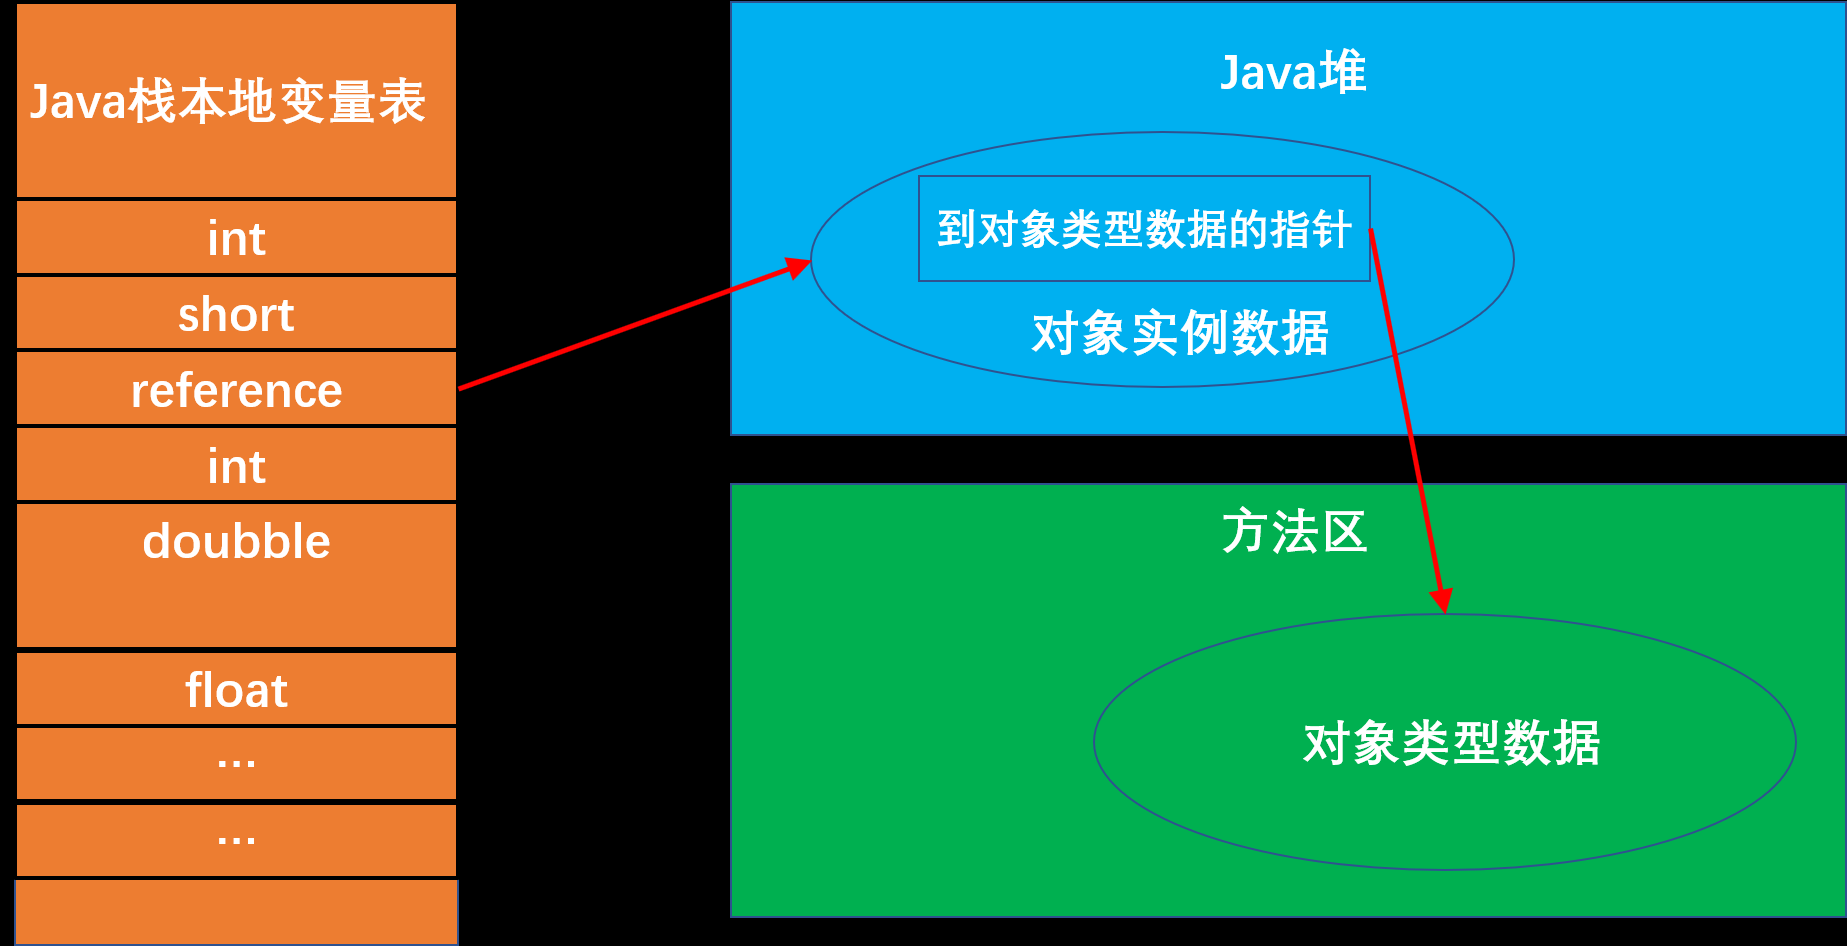 Java栈本地变量表
int
short
reference
int
doubble
float
...
...
Java堆
到对象类型数据的指针
对象实例数据
方法区
对象类型数据